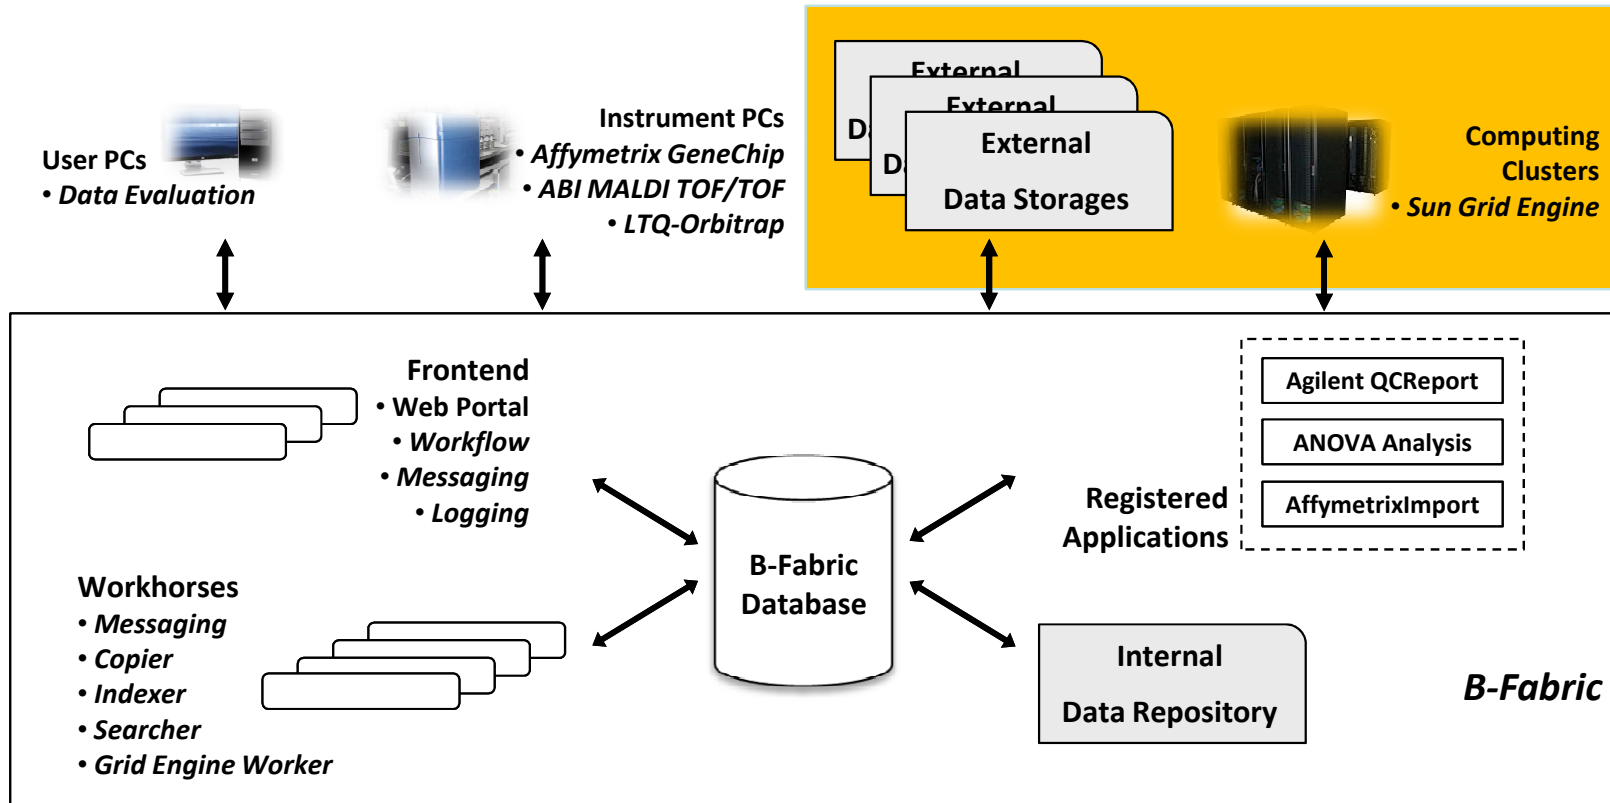 User PCs
• Data Evaluation
Instrument PCs
• Affymetrix GeneChip
• ABI MALDI TOF/TOF
• LTQ-Orbitrap
External
Da
External
Da
External
Data Storages
Computing
Clusters
• Sun Grid Engine
Frontend
• Web Portal
• Workflow
• Messaging
• Logging
Workhorses
• Messaging
• Copier
• Indexer
• Searcher
• Grid Engine Worker
B-Fabric
Database
Registered
Applications
Agilent QCReport
ANOVA Analysis
AffymetrixImport
Internal
Data Repository
B-Fabric